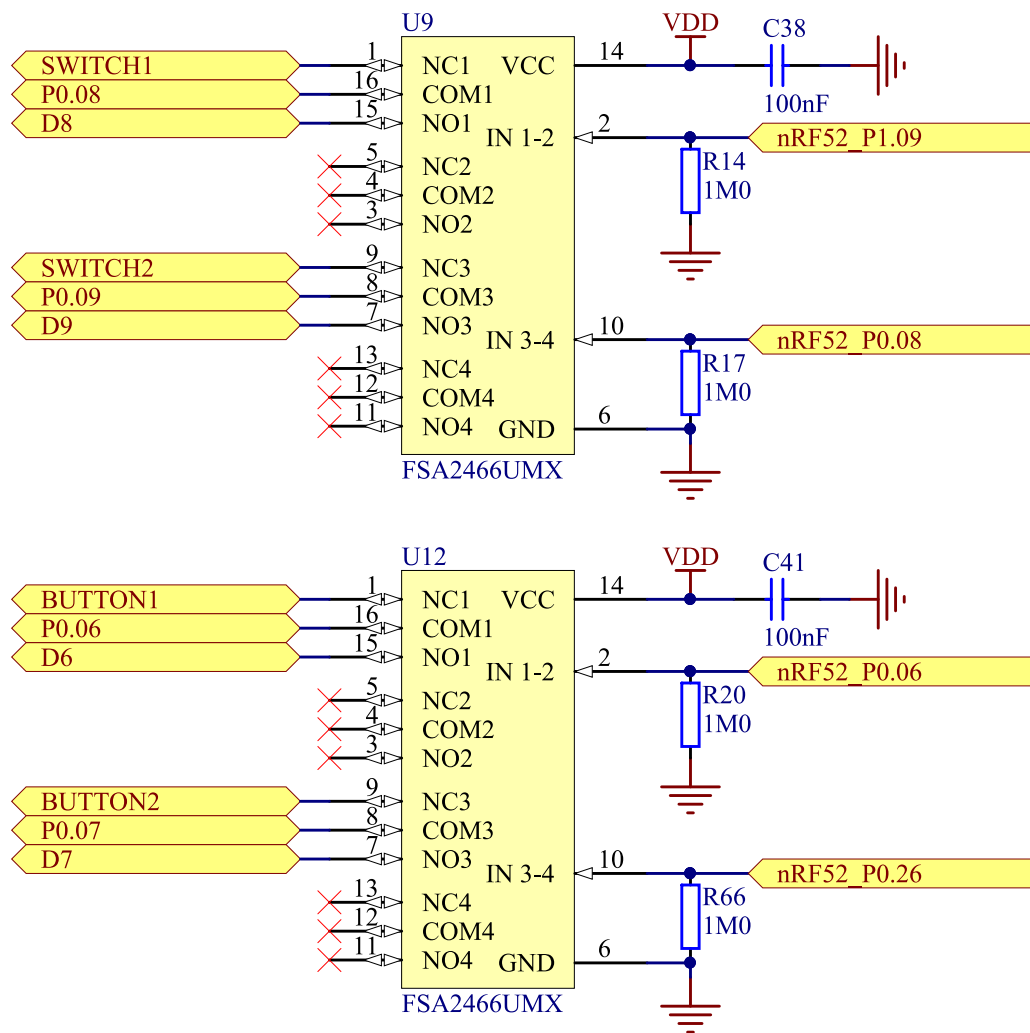 U9
SWITCH1 1 NC1 VCC 14 VDD C38
P0.08 16 COM1 100nF
D8 15 NO1 IN 1-2 2 nRF52_P1.09
5 NC2 R14
4 COM2 1M0
3 NO2
SWITCH2 9 NC3
P0.09 8 COM3
D9 7 NO3 IN 3-4 10 nRF52_P0.08
13 NC4 R17
12 COM4 1M0
11 NO4 GND 6
FSA2466UMX
U12
BUTTON1 1 NC1 VCC 14 VDD C41
P0.06 16 COM1 100nF
D6 15 NO1 IN 1-2 2 nRF52_P0.06
5 NC2 R20
4 COM2 1M0
3 NO2
BUTTON2 9 NC3
P0.07 8 COM3
D7 7 NO3 IN 3-4 10 nRF52_P0.26
13 NC4 R66
12 COM4 1M0
11 NO4 GND 6
FSA2466UMX